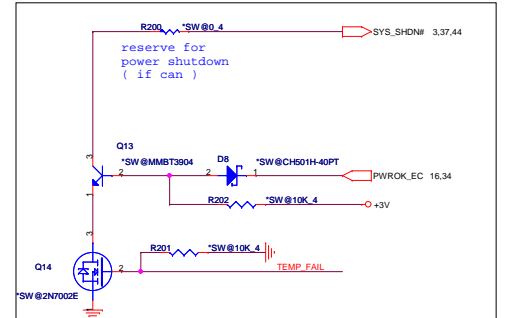 R200 *SW@0_4
SYS_SHDN# 3,37,44
reserve for
power shutdown
( if can )
Q13
3
D8
*SW@MMBT3904
*SW@CH501H-40PT
2
2
1
PWROK_EC 16,34
1
R202 *SW@10K_4
+3V
3
R201 *SW@10K_4
Q14
2
TEMP_FAIL
*SW@2N7002E
1